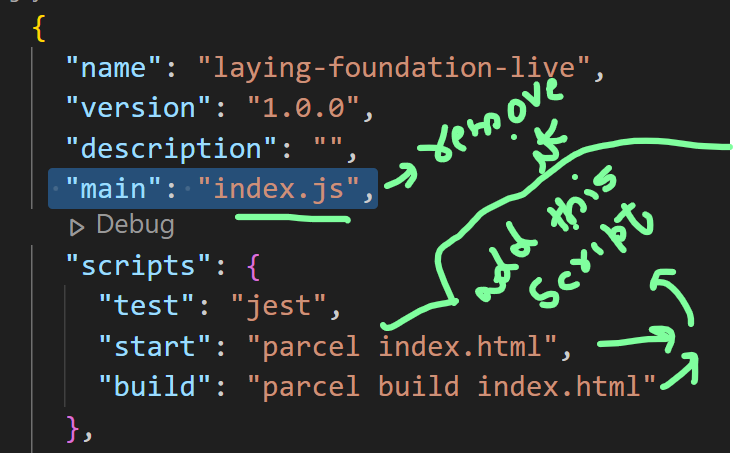 {
"name": "laying-foundation-live",
"version": "1.0.0",
"description": "",
"main": "index.js",
remove it
Debug
add this script
"scripts": {
"test": "jest",
"start": "parcel index.html",
"build": "parcel build index.html"
},